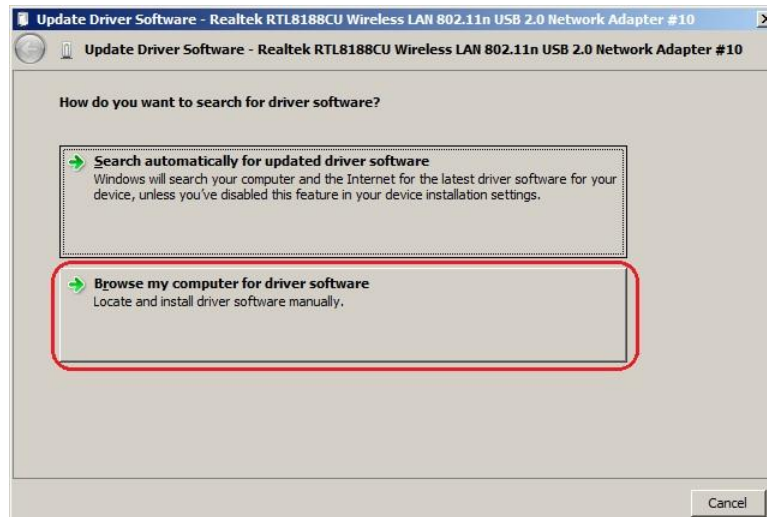 Update Driver Software - Realtek RTL8188CU Wireless LAN 802.11n USB 2.0 Network Adapter #10
Update Driver Software - Realtek RTL8188CU Wireless LAN 802.11n USB 2.0 Network Adapter #10
How do you want to search for driver software?
Search automatically for updated driver software
Windows will search your computer and the Internet for the latest driver software for your
device, unless you've disabled this feature in your device installation settings.
Browse my computer for driver software
Locate and install driver software manually.
Cancel